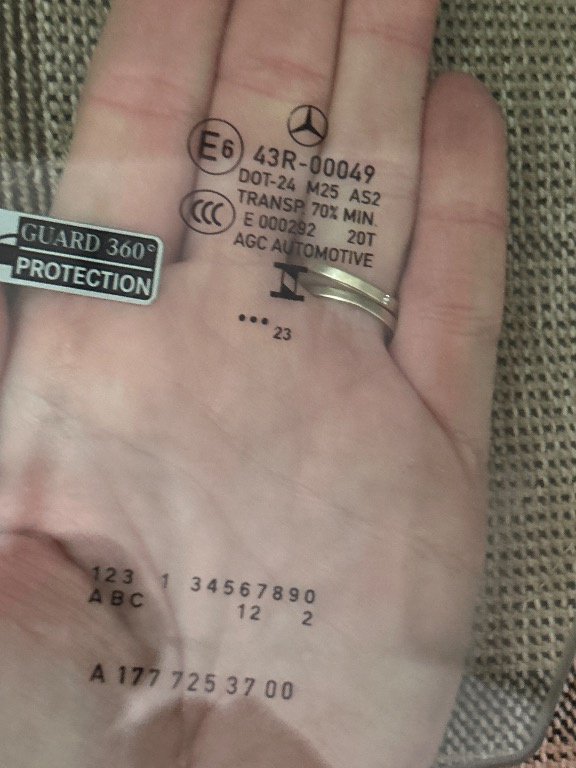 E6 43R-00049
DOT-24 M25 AS2
CCC TRANSP. 70% MIN.
E 000292 20T
AGC AUTOMOTIVE
GUARD 360°
PROTECTION
••• 23
123 1 34567890
ABC 12 2
A 177 725 37 00